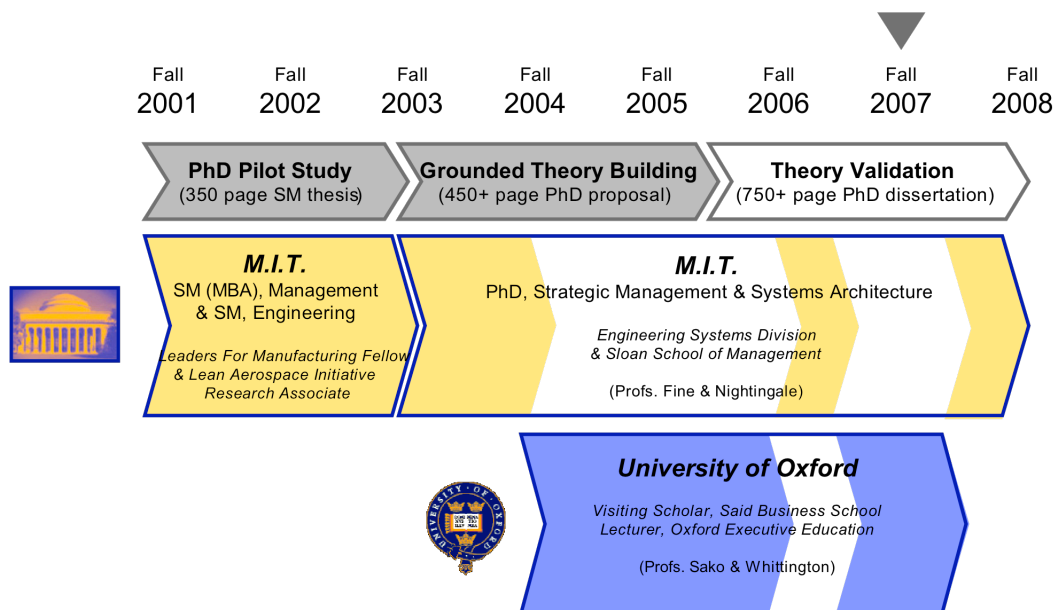 Fall Fall Fall Fall Fall Fall Fall Fall
2001 2002 2003 2004 2005 2006 2007 2008
PhD Pilot Study
(350 page SM thesis)
Grounded Theory Building
(450+ page PhD proposal)
Theory Validation
(750+ page PhD dissertation)
M.I.T.
SM (MBA), Management
& SM, Engineering
Leaders For Manufacturing Fellow
& Lean Aerospace Initiative
Research Associate
M.I.T.
PhD, Strategic Management & Systems Architecture
Engineering Systems Division
& Sloan School of Management
(Profs. Fine & Nightingale)
UNIVERSITY OF OXFORD
University of Oxford
Visiting Scholar, Said Business School
Lecturer, Oxford Executive Education
(Profs. Sako & Whittington)